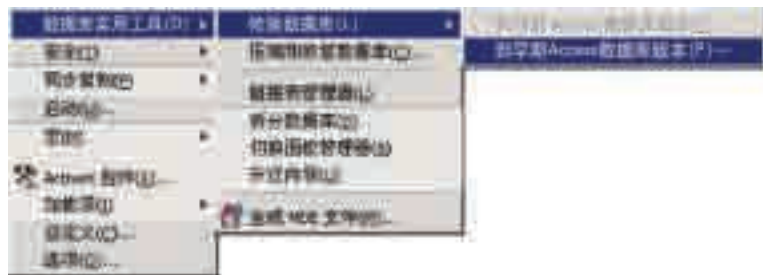 数据库实用工具(D)
安全(T)
同步复制(P)
启动(U)...
宏(M)
ActiveX 控件(C)...
加载项(I)
自定义(C)...
选项(O)...
转换数据库(L)
压缩和修复数据库(C)...
链接表管理器(L)
拆分数据库(S)
切换面板管理器(S)
升迁向导(U)
生成 MDE 文件(M)...
到早期Access数据库版本(P)...